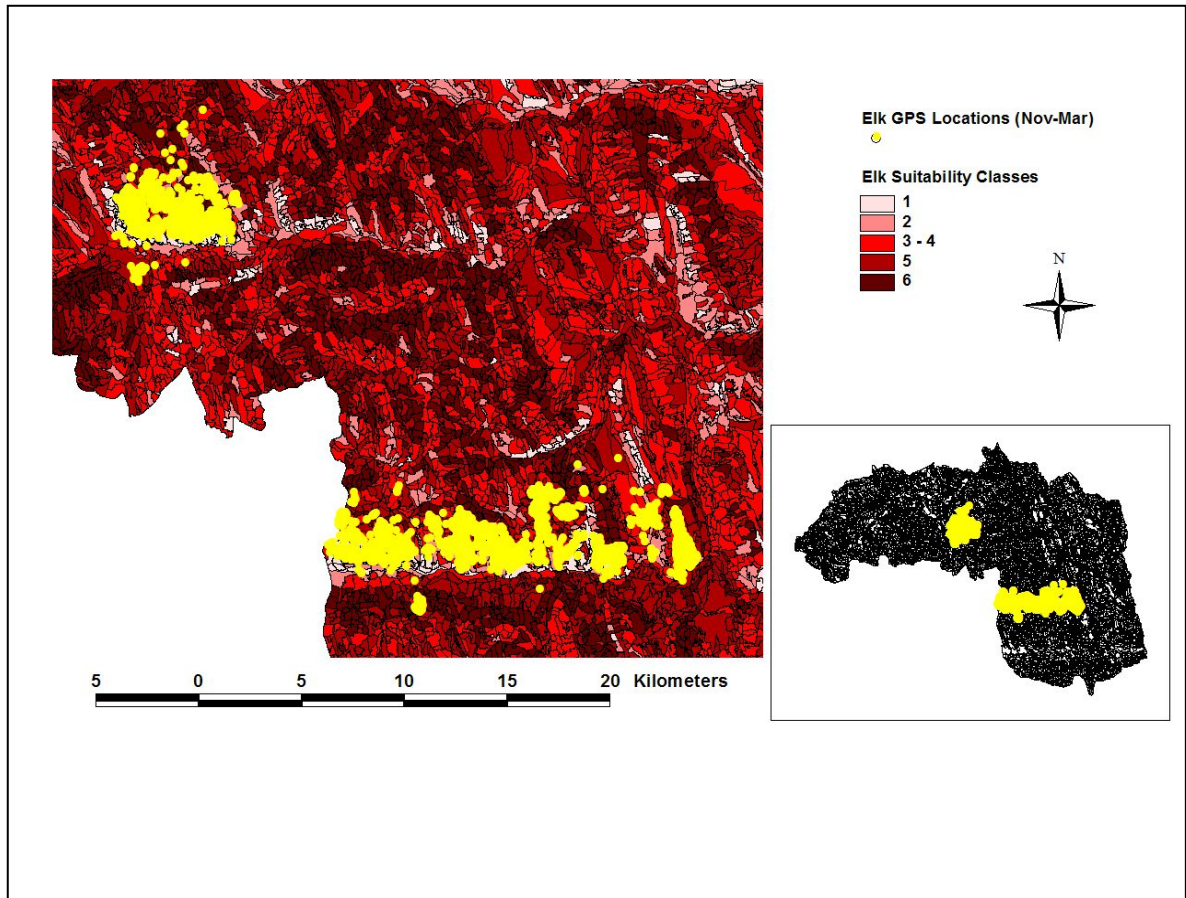 Elk GPS Locations (Nov-Mar)
Elk Suitability Classes
1
2
3 - 4
5
6
N
5 0 5 10 15 20 Kilometers